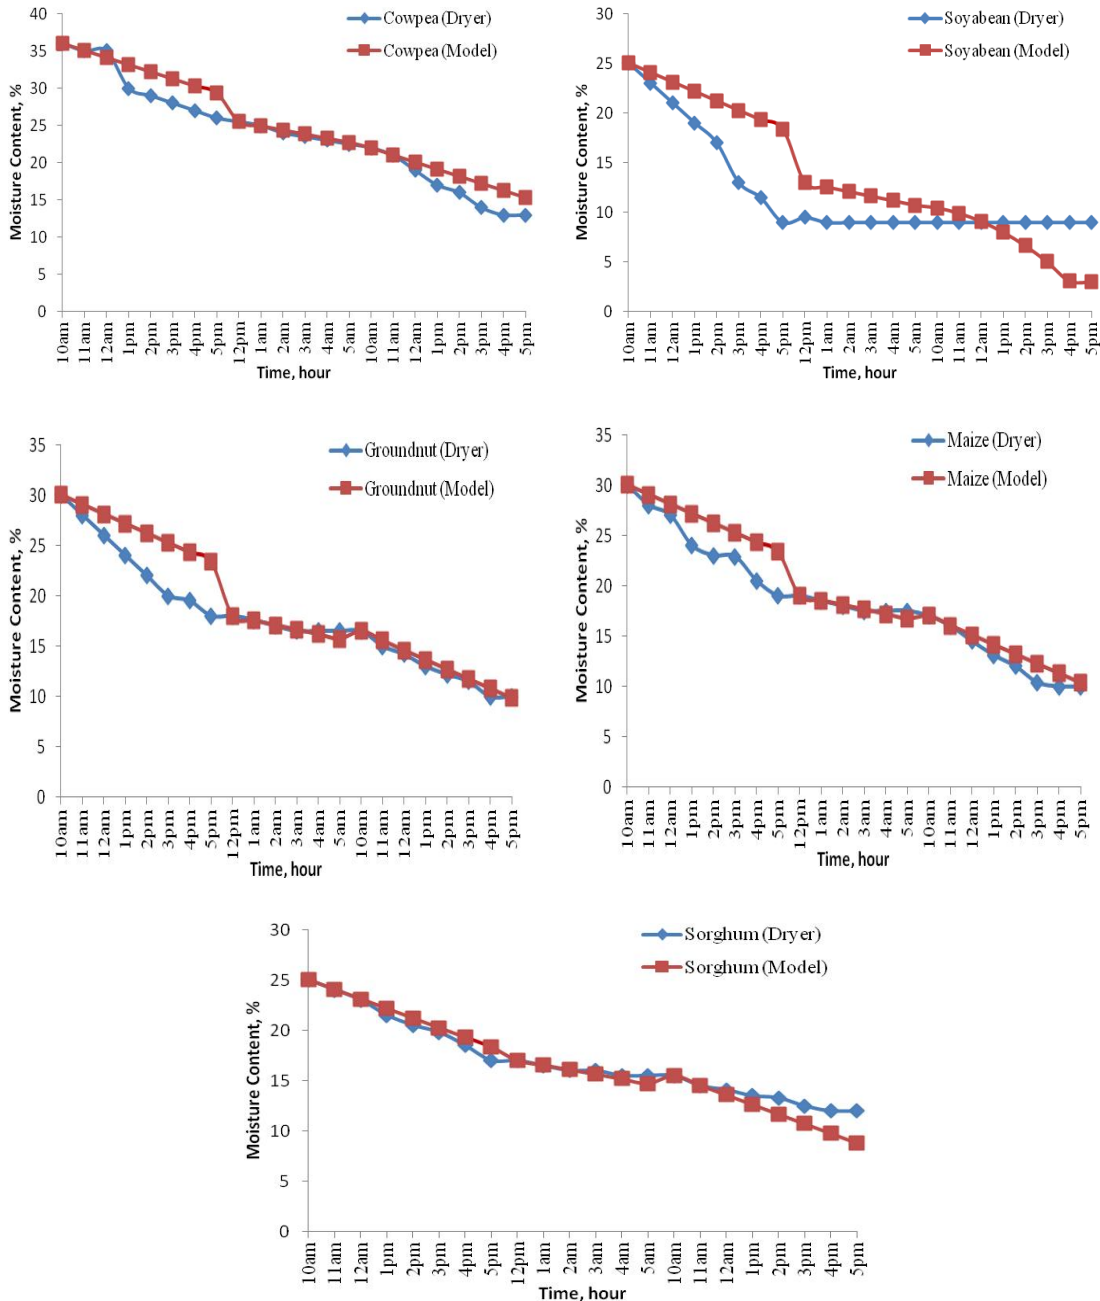 Cowpea (Dryer)
Cowpea (Model)
Moisture Content, %
40
35
30
25
20
15
10
5
0
10am 11am 12am 1pm 2pm 3pm 4pm 5pm 12pm 1am 2am 3am 4am 5am 10am 11am 12am 1pm 2pm 3pm 4pm 5pm
Time, hour
Soyabean (Dryer)
Soyabean (Model)
Moisture Content, %
30
25
20
15
10
5
0
10am 11am 12am 1pm 2pm 3pm 4pm 5pm 12pm 1am 2am 3am 4am 5am 10am 11am 12am 1pm 2pm 3pm 4pm 5pm
Time, hour
Groundnut (Dryer)
Groundnut (Model)
Moisture Content, %
35
30
25
20
15
10
5
0
10am 11am 12am 1pm 2pm 3pm 4pm 5pm 12pm 1am 2am 3am 4am 5am 10am 11am 12am 1pm 2pm 3pm 4pm 5pm
Time, hour
Maize (Dryer)
Maize (Model)
Moisture Content, %
35
30
25
20
15
10
5
0
10am 11am 12am 1pm 2pm 3pm 4pm 5pm 12pm 1am 2am 3am 4am 5am 10am 11am 12am 1pm 2pm 3pm 4pm 5pm
Time, hour
Sorghum (Dryer)
Sorghum (Model)
Moisture Content, %
30
25
20
15
10
5
0
10am 11am 12am 1pm 2pm 3pm 4pm 5pm 12pm 1am 2am 3am 4am 5am 10am 11am 12am 1pm 2pm 3pm 4pm 5pm
Time, hour